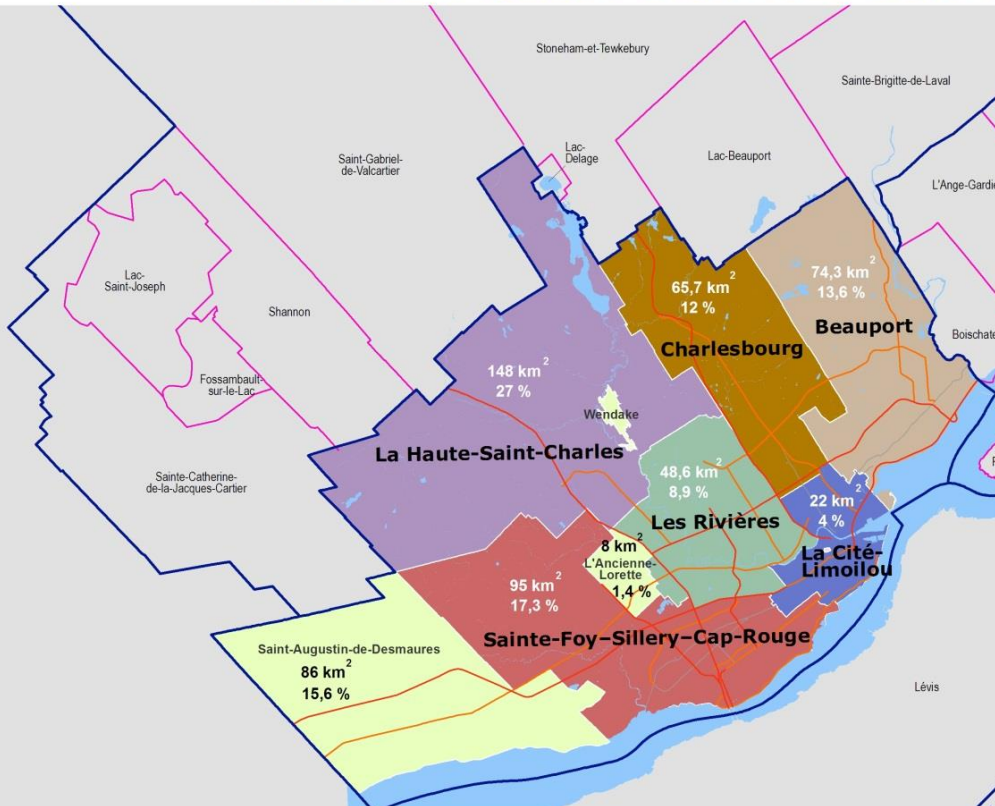 Stoneham-et-Tewkebury
Sainte-Brigitte-de-Laval
Saint-Gabriel-
de-Valcartier
Lac-
Delage
Lac-Beauport
L'Ange-Gardie
Lac-
Saint-Joseph
Shannon
65,7 km²
12 %
Charlesbourg
74,3 km²
13,6 %
Beauport
Boischate
Fossambault-
sur-le-Lac
148 km²
27 %
Wendake
La Haute-Saint-Charles
Sainte-Catherine-
de-la-Jacques-Cartier
48,6 km²
8,9 %
Les Rivières
22 km²
4 %
La Cité-
Limoilou
8 km²
L'Ancienne-
Lorette
1,4 %
95 km²
17,3 %
Sainte-Foy–Sillery–Cap-Rouge
Saint-Augustin-de-Desmaures
86 km²
15,6 %
Lévis